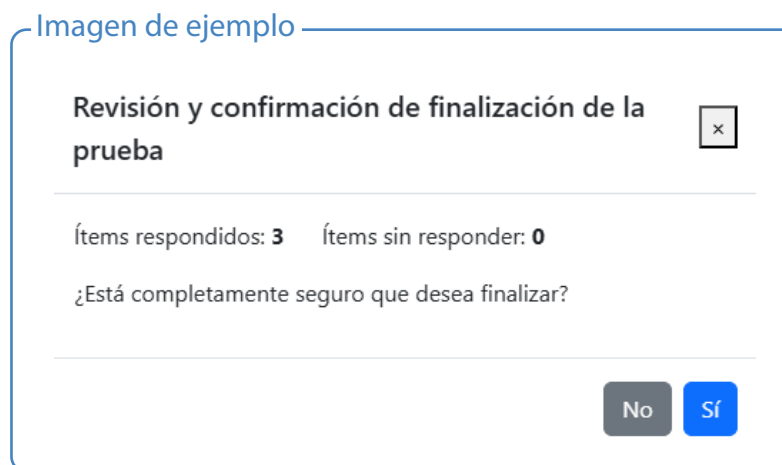 Imagen de ejemplo
Revisión y confirmación de finalización de la
prueba
×
Ítems respondidos: 3 Ítems sin responder: 0
¿Está completamente seguro que desea finalizar?
No Sí